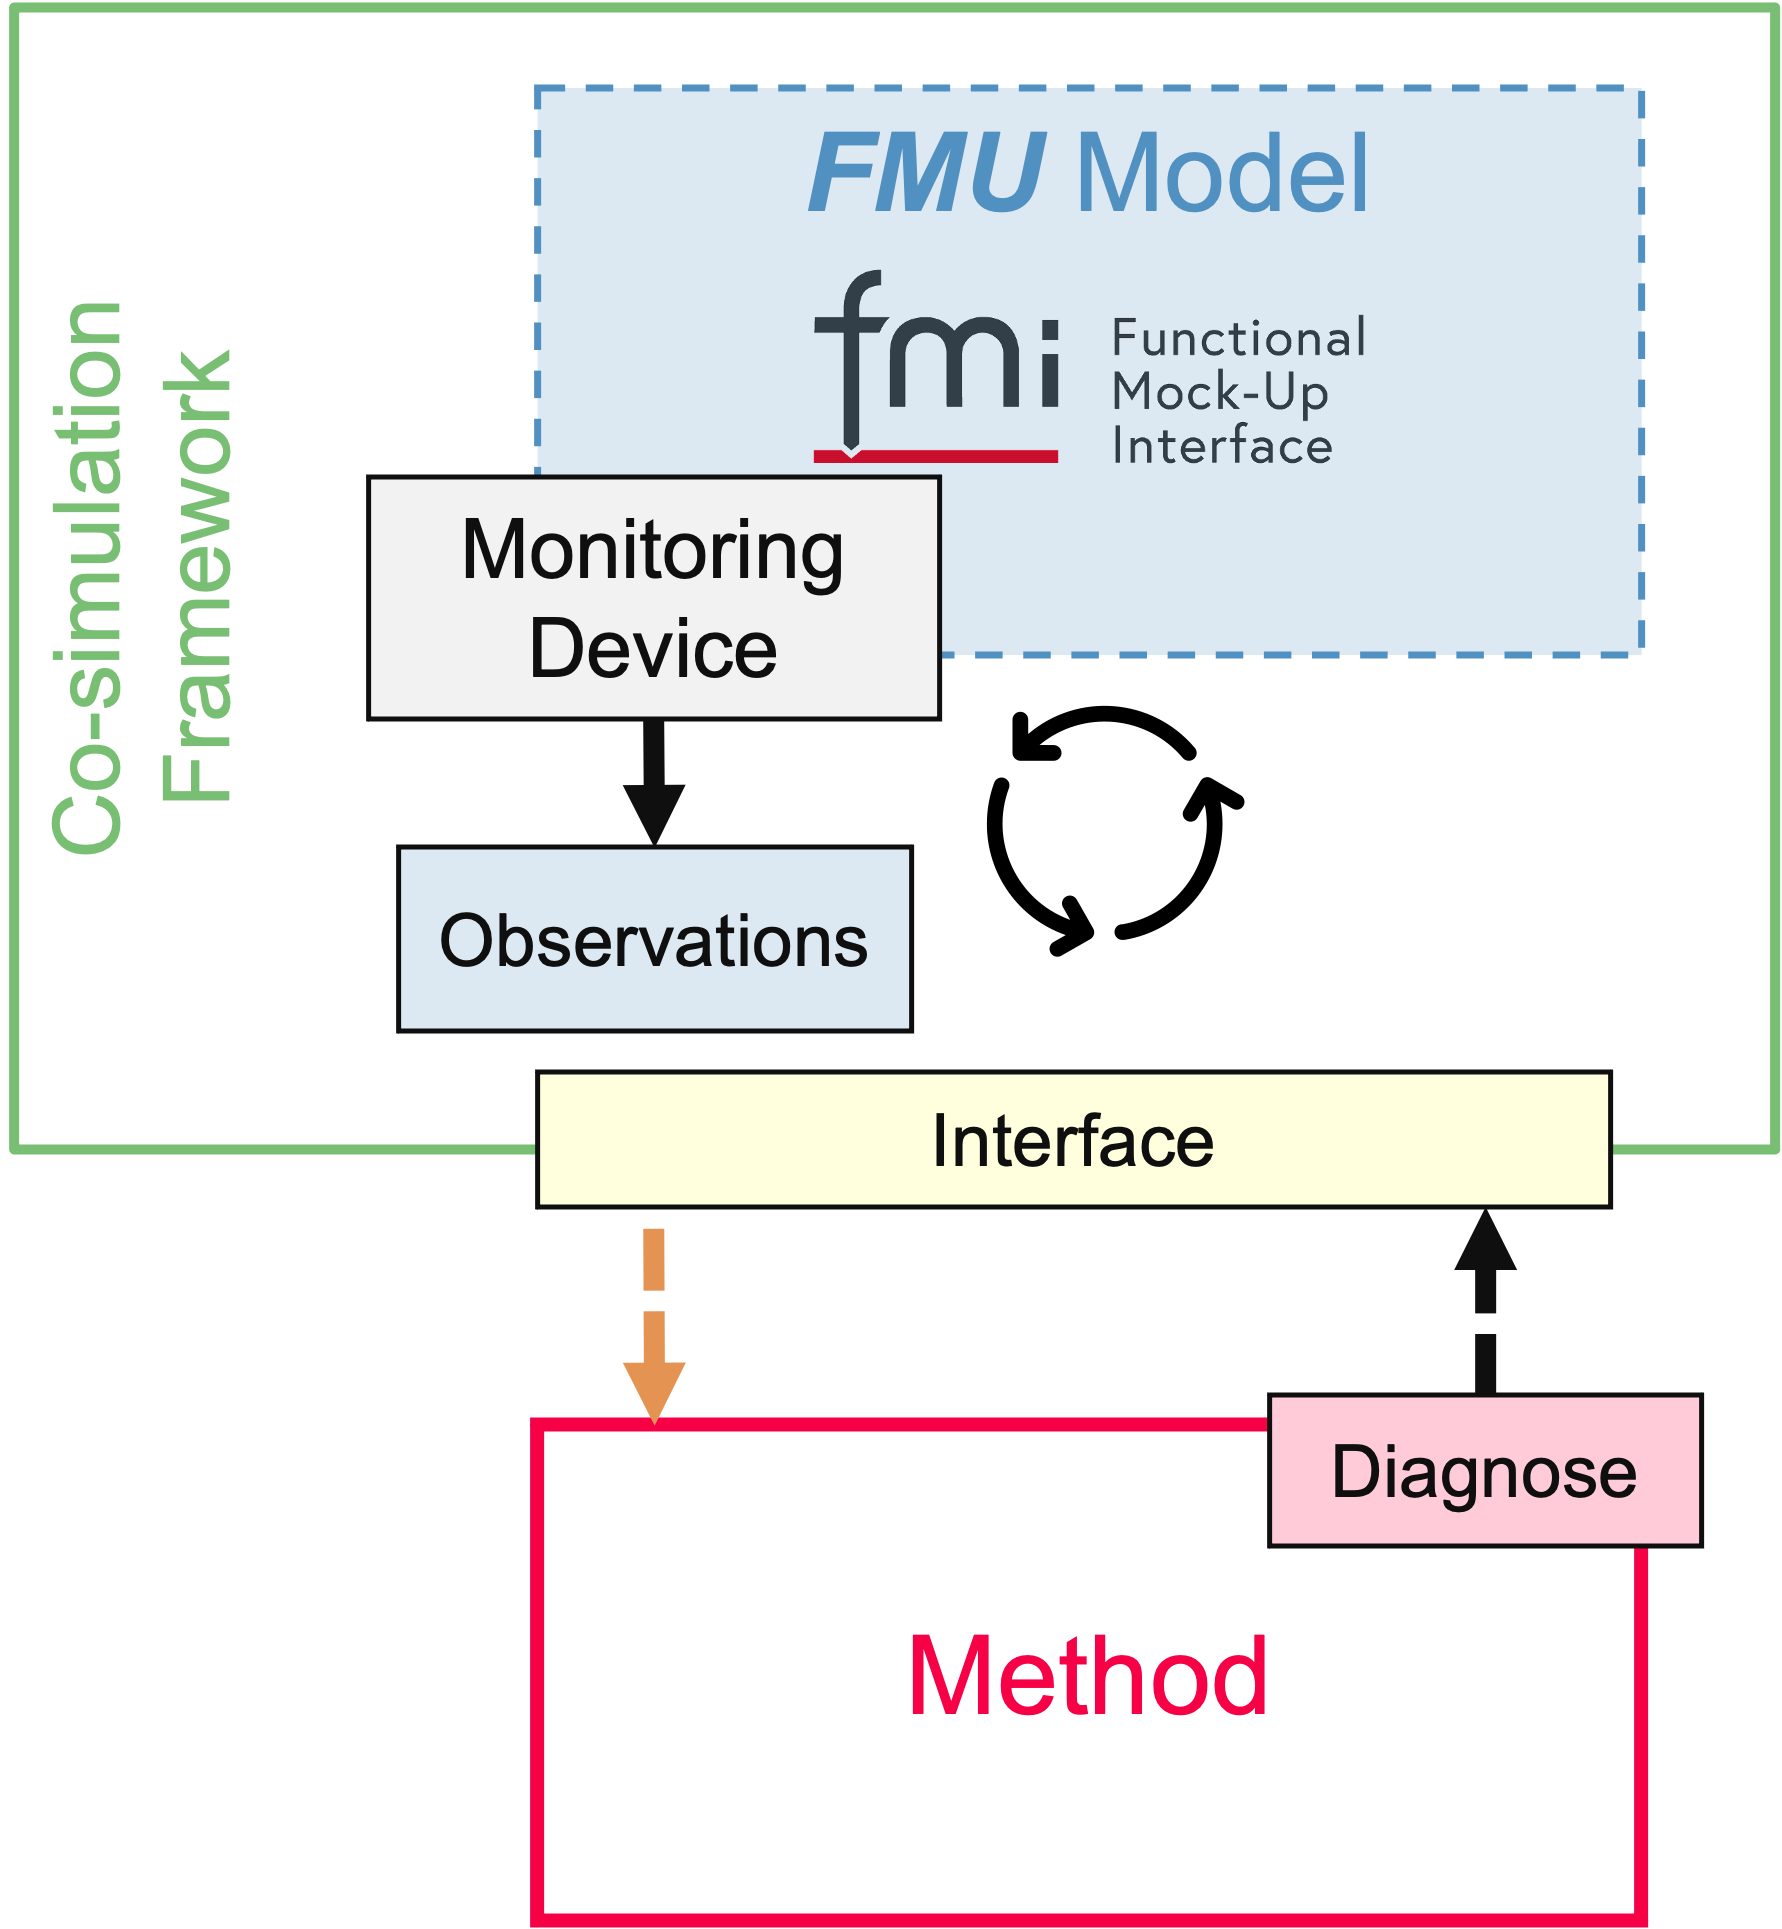 Co-simulation
Framework
FMU Model
fmi
Functional
Mock-Up
Interface
Monitoring
Device
Observations
Interface
Diagnose
Method